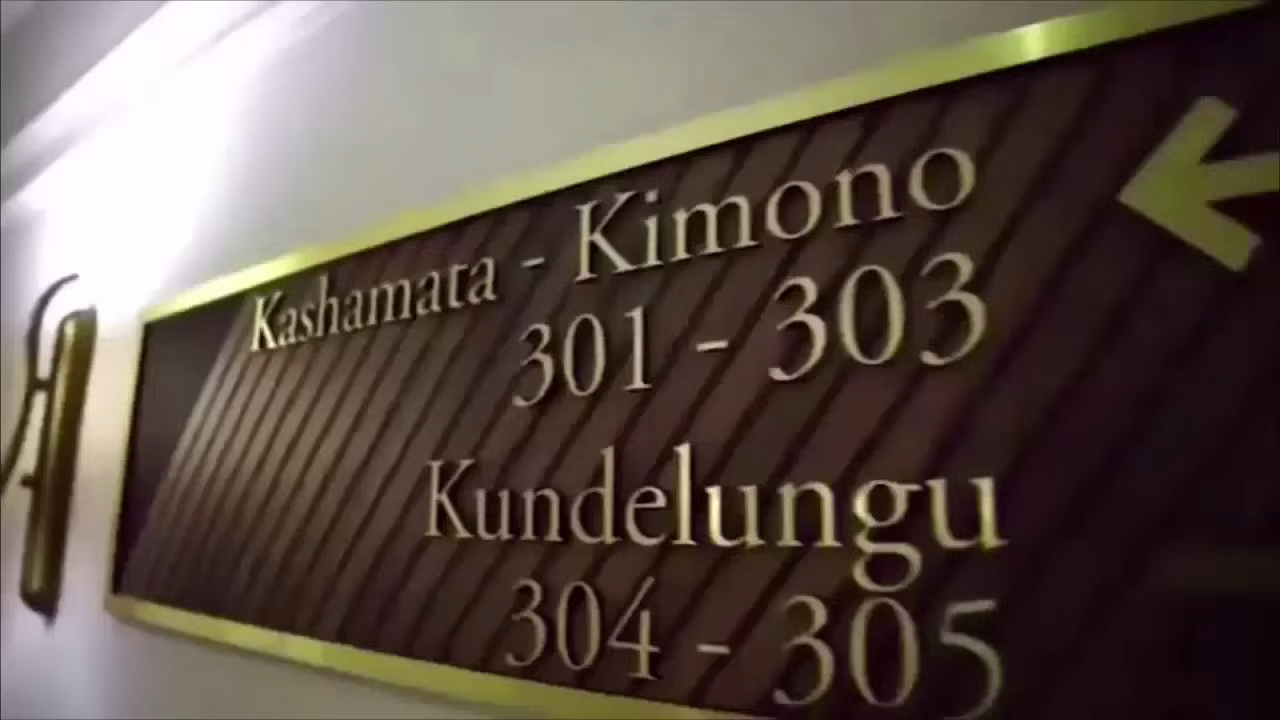 Kashamata - Kimono
301 - 303
Kundelungu
304 - 305